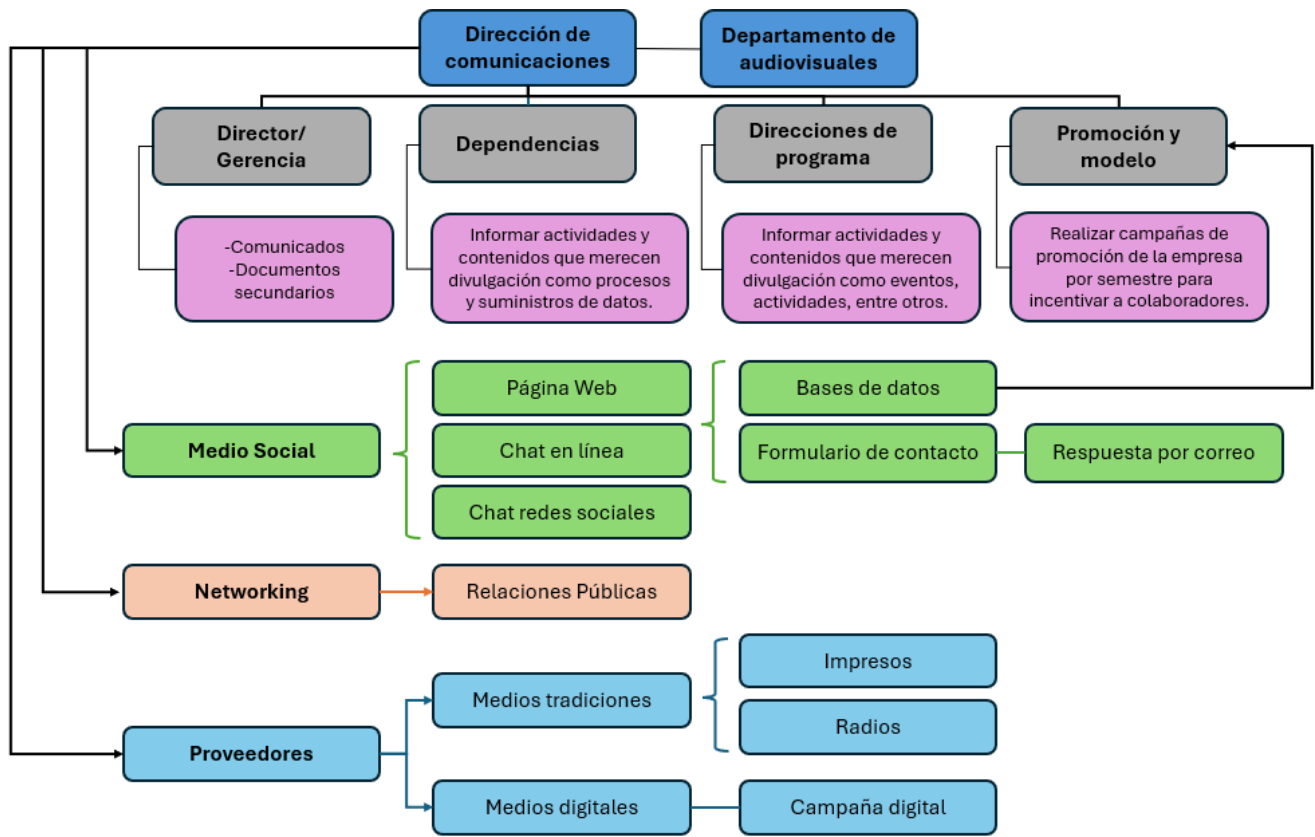 Dirección de
comunicaciones
Departamento de
audiovisuales
Director/
Gerencia
Dependencias
Direcciones de
programa
Promoción y
modelo
-Comunicados
-Documentos
secundarios
Informar actividades y
contenidos que merecen
divulgación como procesos
y suministros de datos.
Informar actividades y
contenidos que merecen
divulgación como eventos,
actividades, entre otros.
Realizar campañas de
promoción de la empresa
por semestre para
incentivar a colaboradores.
Medio Social
Página Web
Chat en línea
Chat redes sociales
Bases de datos
Formulario de contacto
Respuesta por correo
Networking
Relaciones Públicas
Proveedores
Medios tradiciones
Impresos
Radios
Medios digitales
Campaña digital